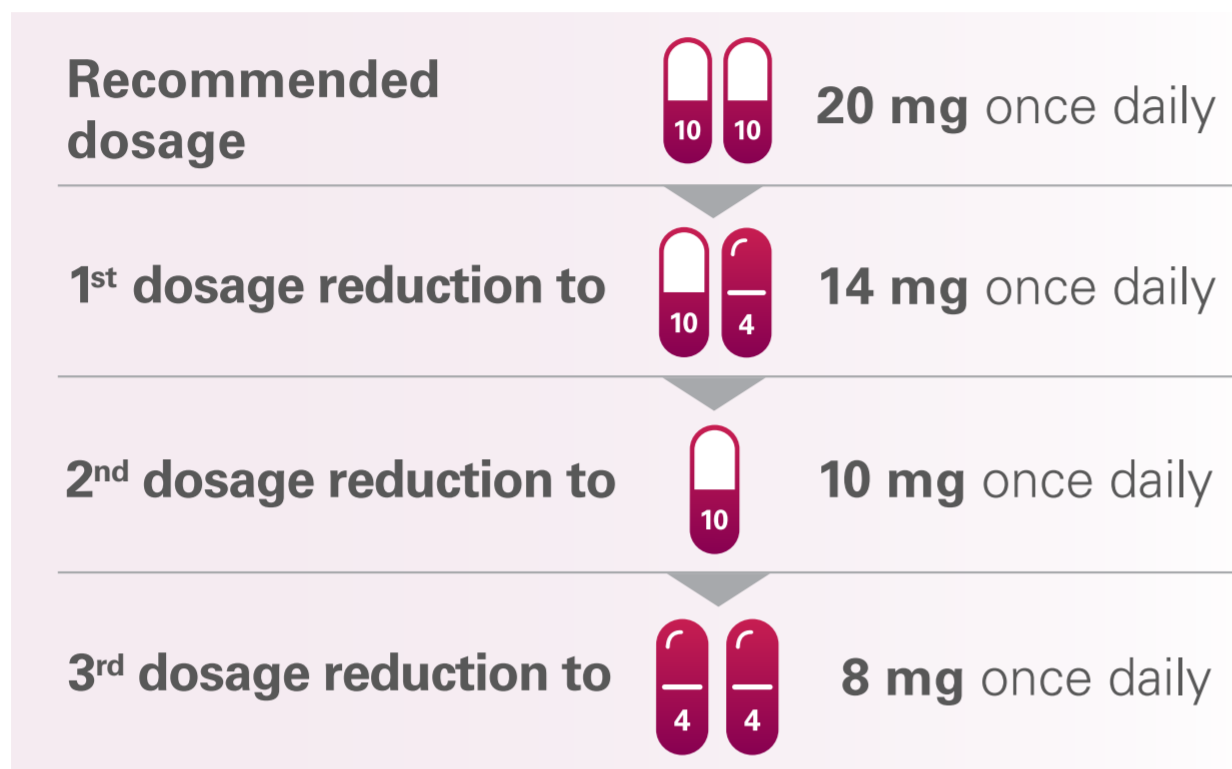 Recommended
dosage
10 10
20 mg once daily
1st dosage reduction to
10 4
14 mg once daily
2nd dosage reduction to
10
10 mg once daily
3rd dosage reduction to
4 4
8 mg once daily